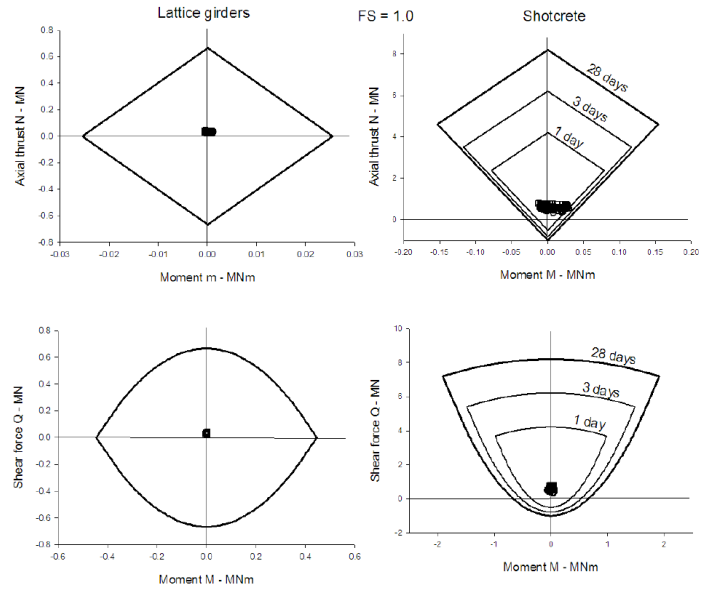 Lattice girders
FS = 1.0
Shotcrete
Axial thrust N - MN
0.8
0.6
0.4
0.2
0.0
-0.2
-0.4
-0.6
-0.8
-0.03 -0.02 -0.01 0.00 0.01 0.02 0.03
Moment m - MNm
Axial thrust N - MN
8
6
4
2
0
28 days
3 days
1 day
-0.20 -0.15 -0.10 -0.05 0.00 0.05 0.10 0.15 0.20
Moment M - MNm
Shear force Q - MN
0.8
0.6
0.4
0.2
0.0
-0.2
-0.4
-0.6
-0.8
-0.6 -0.4 -0.2 0.0 0.2 0.4 0.6
Moment M - MNm
Shear force Q - MN
10
8
6
4
2
0
-2
28 days
3 days
1 day
-2 -1 0 1 2
Moment M - MNm